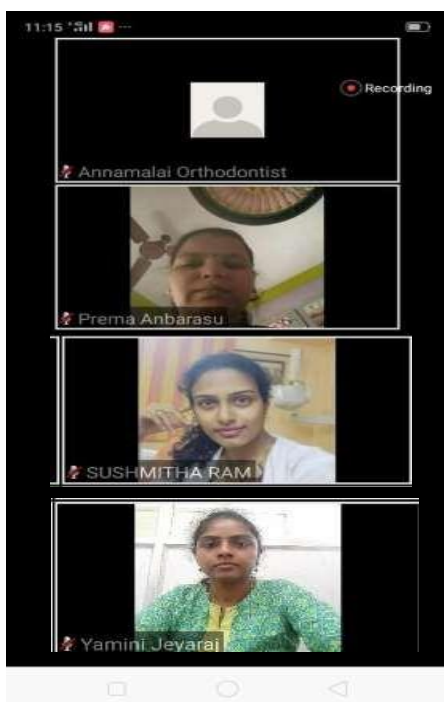 11:15
Recording
Annamalai Orthodontist
Prema Anbarasu
SUSHMITHA RAM
Yamini Jeyaraj